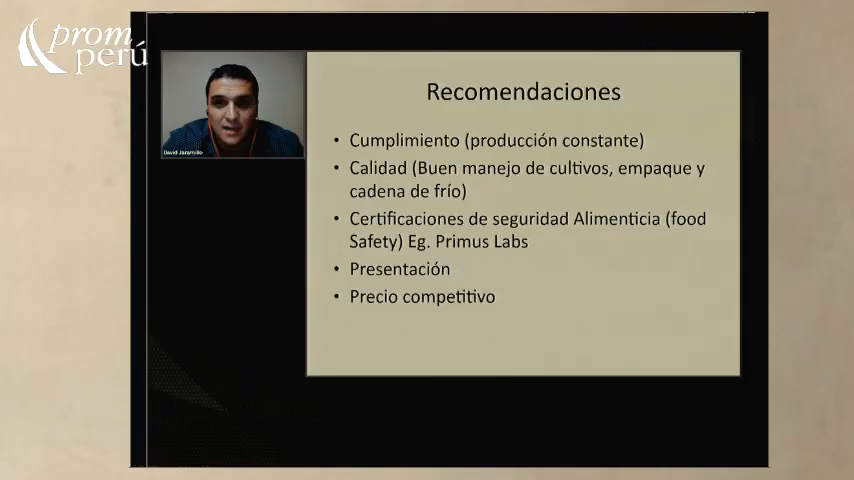 prom
perú
Recomendaciones
• Cumplimiento (producción constante)
• Calidad (Buen manejo de cultivos, empaque y
cadena de frío)
• Certificaciones de seguridad Alimenticia (food
Safety) Eg. Primus Labs
• Presentación
• Precio competitivo
David Jaramillo